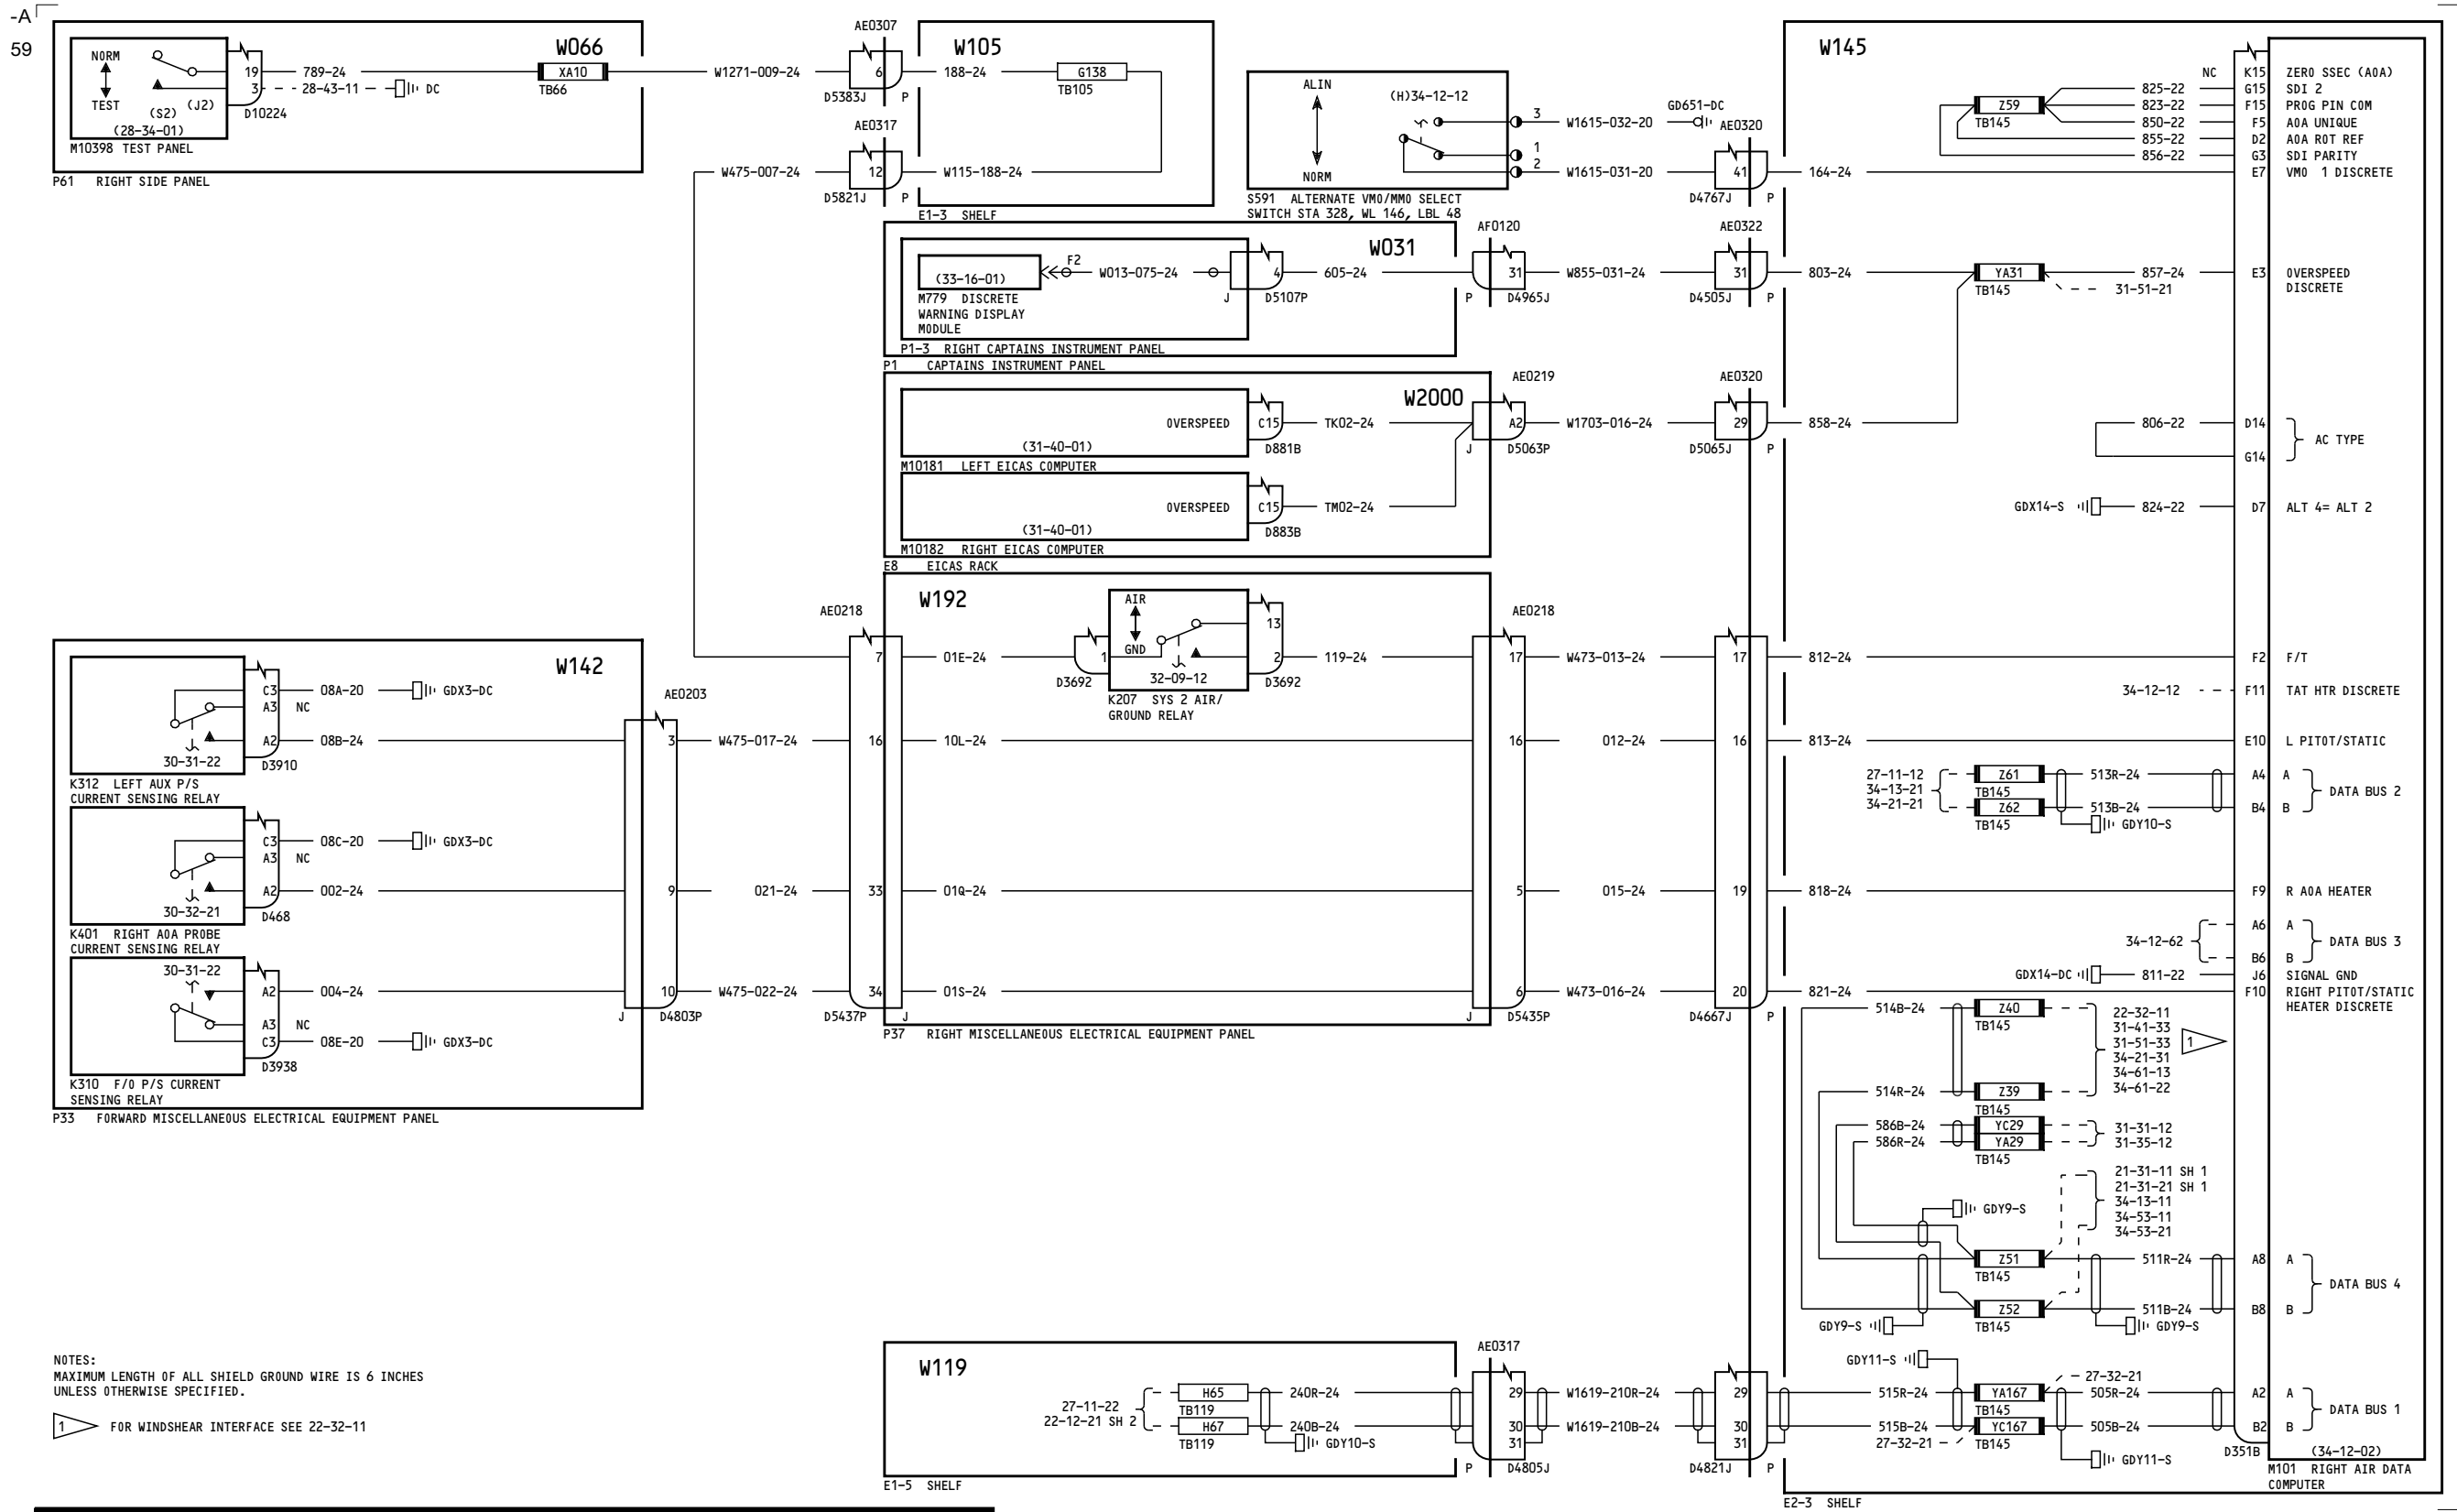 -A
59
NORM
TEST
(S2)
(J2)
(28-34-01)
M10398 TEST PANEL
19
3
D10224
789-24
28-43-11
DC
W066
XA10
TB66
P61 RIGHT SIDE PANEL
W1271-009-24
AE0307
6
D5383J
P
W105
188-24
G138
TB105
AE0317
W475-007-24
12
D5821J
P
W115-188-24
E1-3 SHELF
ALIN
NORM
(H)34-12-12
3
1
2
S591 ALTERNATE VMO/MMO SELECT
SWITCH STA 328, WL 146, LBL 48
W1615-032-20
GD651-DC
AE0320
W1615-031-20
41
D4767J
P
164-24
W031
(33-16-01)
F2
W013-075-24
4
J
D5107P
605-24
M779 DISCRETE
WARNING DISPLAY
MODULE
P1-3 RIGHT CAPTAINS INSTRUMENT PANEL
P1 CAPTAINS INSTRUMENT PANEL
AF0120
31
P
D4965J
W855-031-24
AE0322
31
D4505J
P
803-24
W2000
OVERSPEED
C15
TK02-24
(31-40-01)
D881B
M10181 LEFT EICAS COMPUTER
OVERSPEED
C15
TM02-24
(31-40-01)
D883B
M10182 RIGHT EICAS COMPUTER
E8 EICAS RACK
AE0219
A2
J
D5063P
W1703-016-24
AE0320
29
D5065J
P
858-24
W142
C3
A3
A2
08A-20
GDX3-DC
NC
08B-24
30-31-22
D3910
K312 LEFT AUX P/S
CURRENT SENSING RELAY
C3
A3
A2
08C-20
GDX3-DC
NC
002-24
30-32-21
D468
K401 RIGHT AOA PROBE
CURRENT SENSING RELAY
30-31-22
A2
A3
C3
004-24
NC
08E-20
GDX3-DC
D3938
K310 F/O P/S CURRENT
SENSING RELAY
P33 FORWARD MISCELLANEOUS ELECTRICAL EQUIPMENT PANEL
AE0203
3
9
10
J
D4803P
W475-017-24
021-24
W475-022-24
AE0218
7
16
33
34
D5437P
J
W192
01E-24
10L-24
01Q-24
01S-24
1
D3692
AIR
GND
32-09-12
13
2
D3692
K207 SYS 2 AIR/
GROUND RELAY
119-24
P37 RIGHT MISCELLANEOUS ELECTRICAL EQUIPMENT PANEL
AE0218
17
16
5
6
J
D5435P
W473-013-24
012-24
015-24
W473-016-24
17
16
19
20
D4667J
P
812-24
813-24
818-24
821-24
W119
27-11-22
22-12-21 SH 2
H65
TB119
H67
TB119
240R-24
240B-24
GDY10-S
E1-5 SHELF
AE0317
29
30
31
P
D4805J
W1619-210R-24
W1619-210B-24
29
30
31
D4821J
P
515R-24
515B-24
W145
Z59
TB145
825-22
823-22
850-22
855-22
856-22
NC
K15 ZERO SSEC (AOA)
G15 SDI 2
F15 PROG PIN COM
F5 AOA UNIQUE
D2 AOA ROT REF
G3 SDI PARITY
E7 VMO 1 DISCRETE
YA31
TB145
857-24
31-51-21
E3 OVERSPEED
DISCRETE
806-22
D14
G14
AC TYPE
GDX14-S
824-22
D7 ALT 4= ALT 2
F2 F/T
34-12-12
F11 TAT HTR DISCRETE
E10 L PITOT/STATIC
27-11-12
34-13-21
34-21-21
Z61
TB145
Z62
TB145
513R-24
513B-24
GDY10-S
A4 A
B4 B
DATA BUS 2
F9 R AOA HEATER
34-12-62
A6 A
B6 B
DATA BUS 3
GDX14-DC
811-22
J6 SIGNAL GND
F10 RIGHT PITOT/STATIC
HEATER DISCRETE
514B-24
Z40
TB145
22-32-11
31-41-33
31-51-33
34-21-31
34-61-13
34-61-22
1
514R-24
Z39
TB145
586B-24
YC29
586R-24
YA29
TB145
31-31-12
31-35-12
21-31-11 SH 1
21-31-21 SH 1
34-13-11
34-53-11
34-53-21
GDY9-S
Z51
TB145
511R-24
A8 A
Z52
TB145
511B-24
B8 B
DATA BUS 4
GDY9-S
GDY9-S
GDY11-S
27-32-21
YA167
TB145
505R-24
A2 A
YC167
TB145
505B-24
B2 B
DATA BUS 1
27-32-21
GDY11-S
D351B
(34-12-02)
M101 RIGHT AIR DATA
COMPUTER
E2-3 SHELF
NOTES:
MAXIMUM LENGTH OF ALL SHIELD GROUND WIRE IS 6 INCHES
UNLESS OTHERWISE SPECIFIED.
1 FOR WINDSHEAR INTERFACE SEE 22-32-11